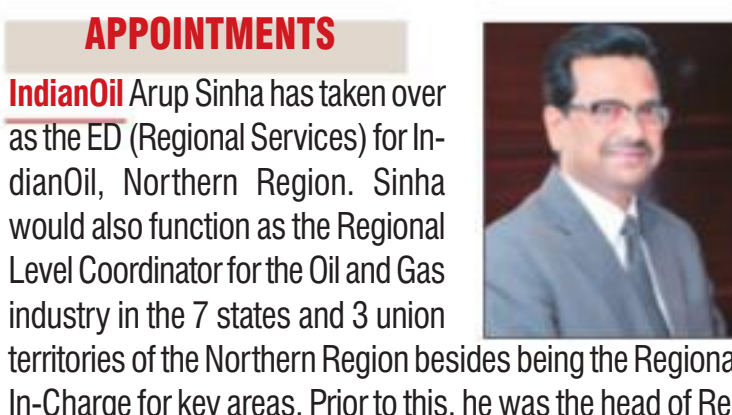 APPOINTMENTS
IndianOil Arup Sinha has taken over
as the ED (Regional Services) for In-
dianOil, Northern Region. Sinha
would also function as the Regional
Level Coordinator for the Oil and Gas
industry in the 7 states and 3 union
territories of the Northern Region besides being the Regiona
In-Charge for key areas. Prior to this, he was the head of Re